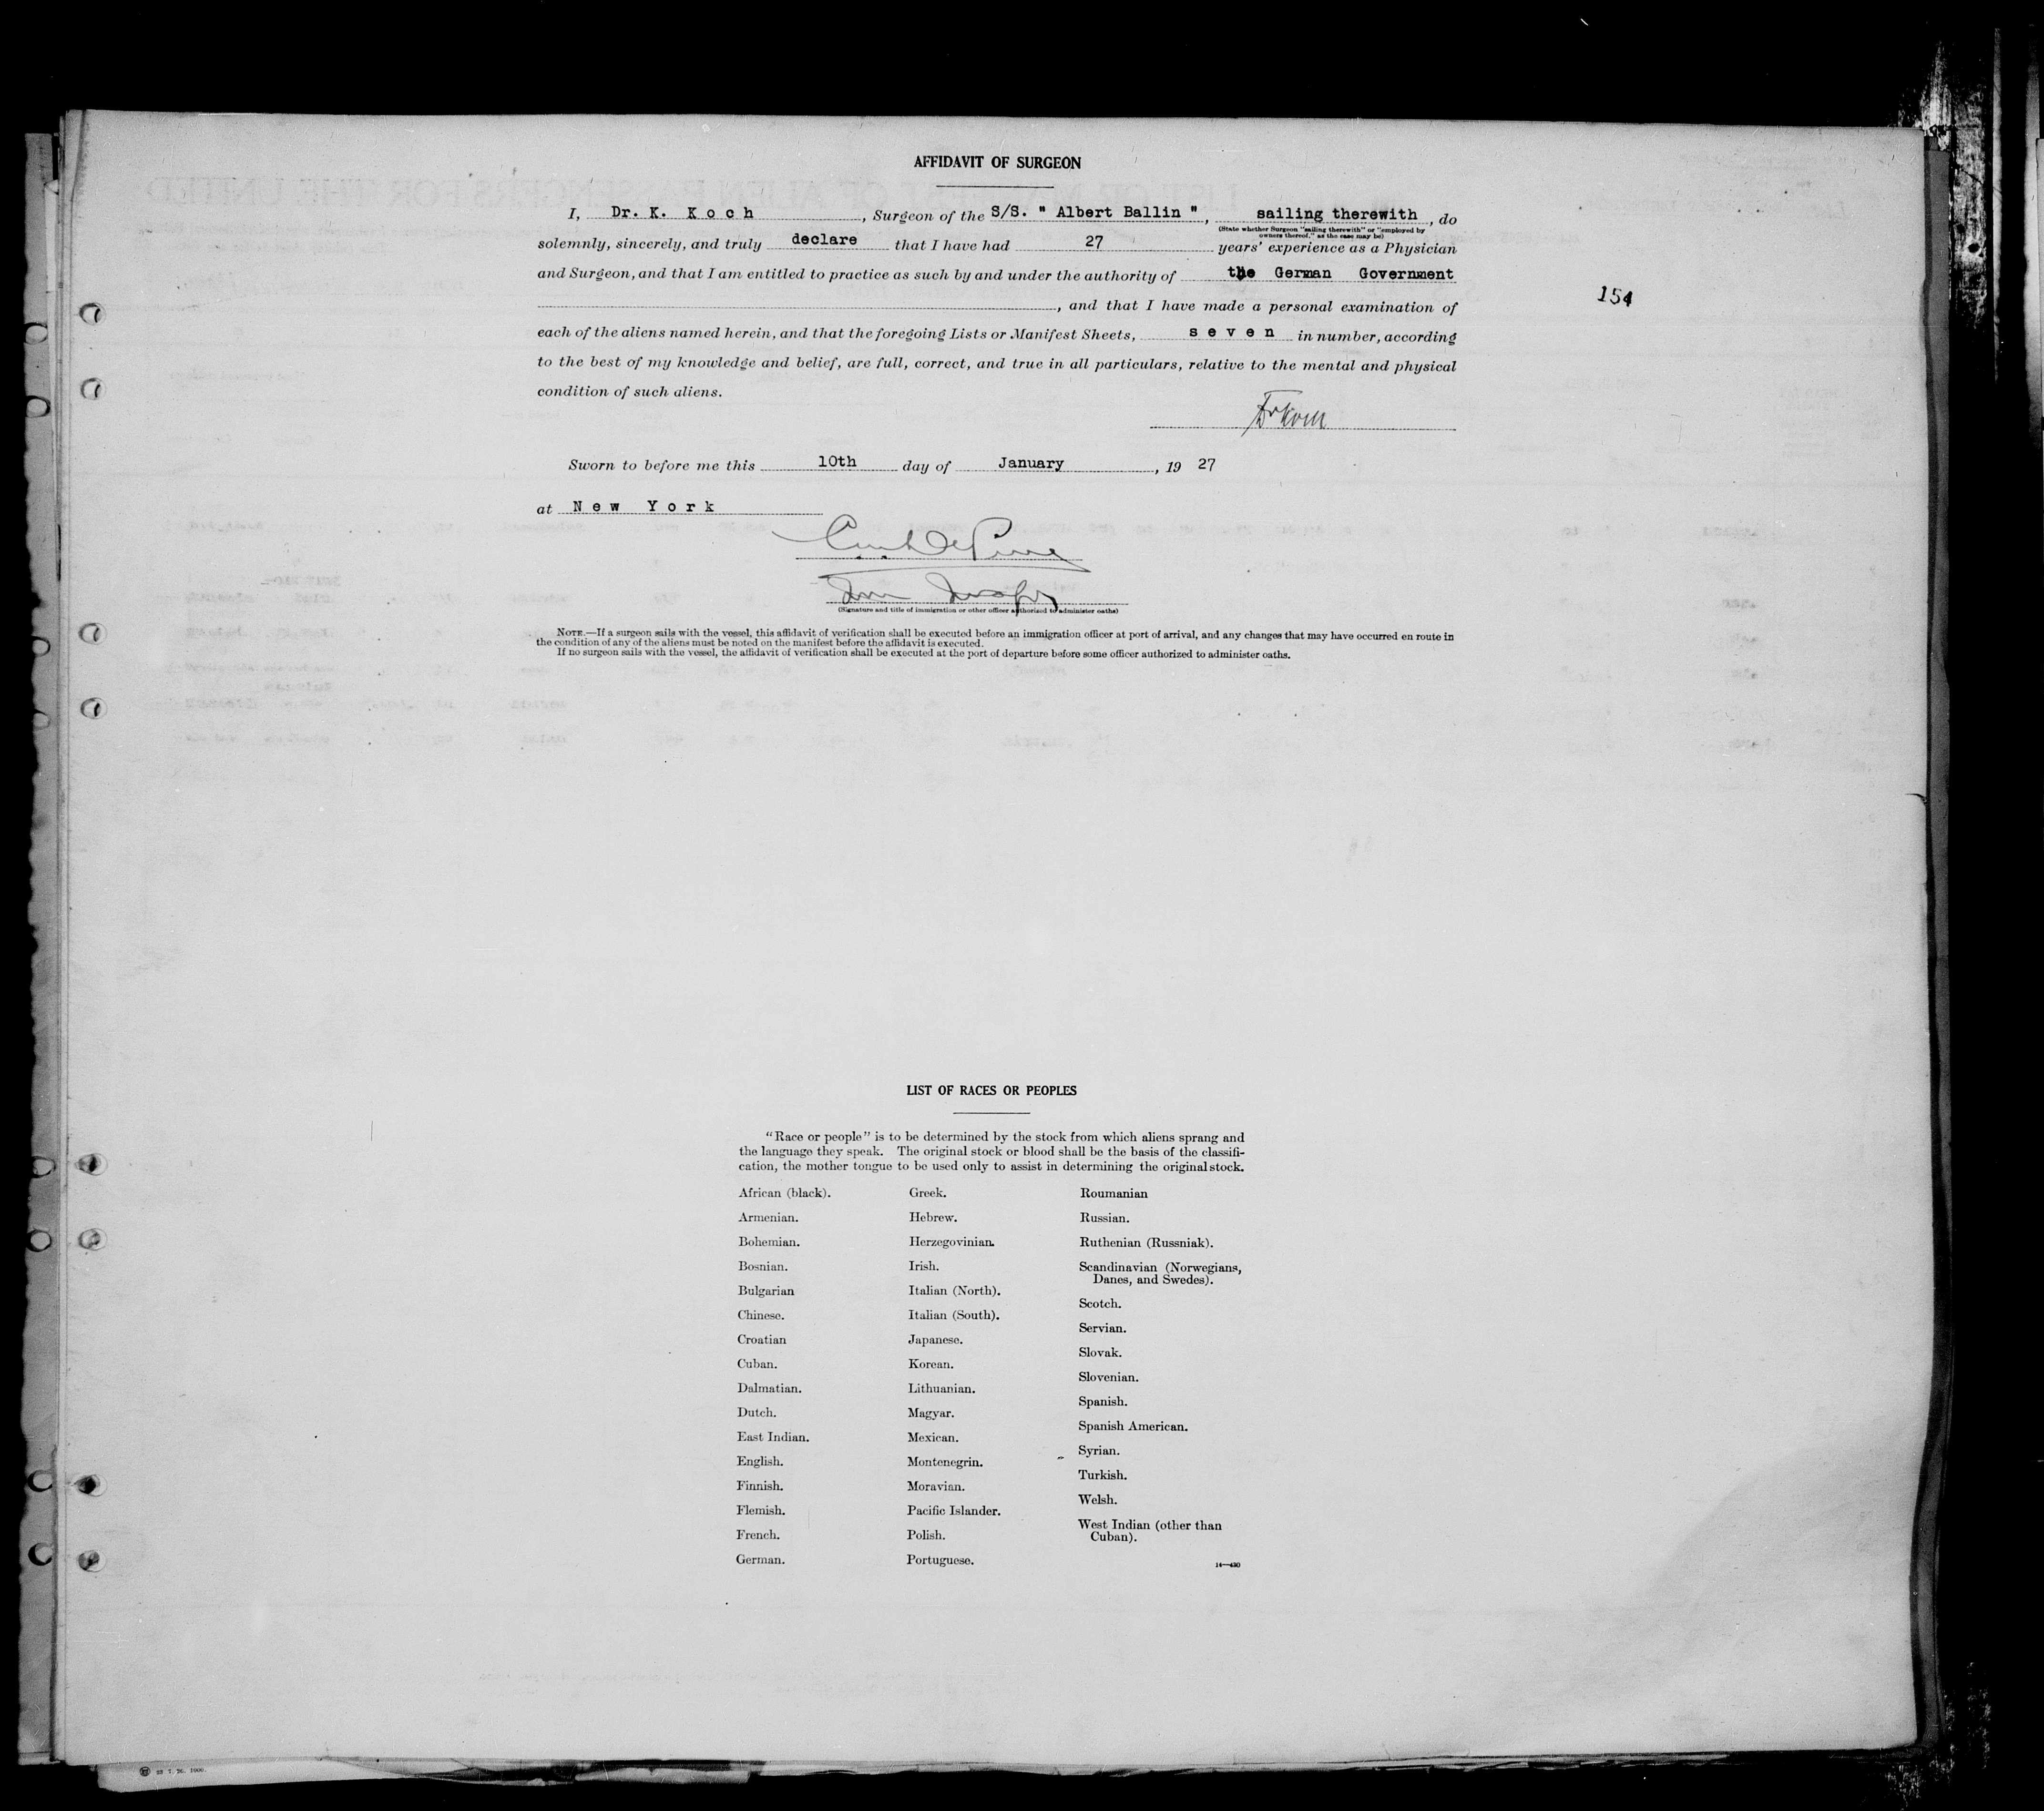 AFFIDAVIT OF SURGEON
I, Dr. K. Koch, Surgeon of the S/S. " Albert Ballin ", sailing therewith, do
(State whether Surgeon "sailing therewith" or "employed by
owners thereof," as the case may be)
solemnly, sincerely, and truly declare that I have had 27 years' experience as a Physician
and Surgeon, and that I am entitled to practice as such by and under the authority of the German Government
154
, and that I have made a personal examination of
each of the aliens named herein, and that the foregoing Lists or Manifest Sheets, seven in number, according
to the best of my knowledge and belief, are full, correct, and true in all particulars, relative to the mental and physical
condition of such aliens.
Sworn to before me this 10th day of January, 19 27
at New York
(Signature and title of immigration or other officer authorized to administer oaths)
NOTE.—If a surgeon sails with the vessel, this affidavit of verification shall be executed before an immigration officer at port of arrival, and any changes that may have occurred en route in
the condition of any of the aliens must be noted on the manifest before the affidavit is executed.
If no surgeon sails with the vessel, the affidavit of verification shall be executed at the port of departure before some officer authorized to administer oaths.
LIST OF RACES OR PEOPLES
"Race or people" is to be determined by the stock from which aliens sprang and
the language they speak. The original stock or blood shall be the basis of the classifi-
cation, the mother tongue to be used only to assist in determining the original stock.
African (black).
Armenian.
Bohemian.
Bosnian.
Bulgarian
Chinese.
Croatian
Cuban.
Dalmatian.
Dutch.
East Indian.
English.
Finnish.
Flemish.
French.
German.
Greek.
Hebrew.
Herzegovinian.
Irish.
Italian (North).
Italian (South).
Japanese.
Korean.
Lithuanian.
Magyar.
Mexican.
Montenegrin.
Moravian.
Pacific Islander.
Polish.
Portuguese.
Roumanian
Russian.
Ruthenian (Russniak).
Scandinavian (Norwegians,
Danes, and Swedes).
Scotch.
Servian.
Slovak.
Slovenian.
Spanish.
Spanish American.
Syrian.
Turkish.
Welsh.
West Indian (other than
Cuban).
14—430